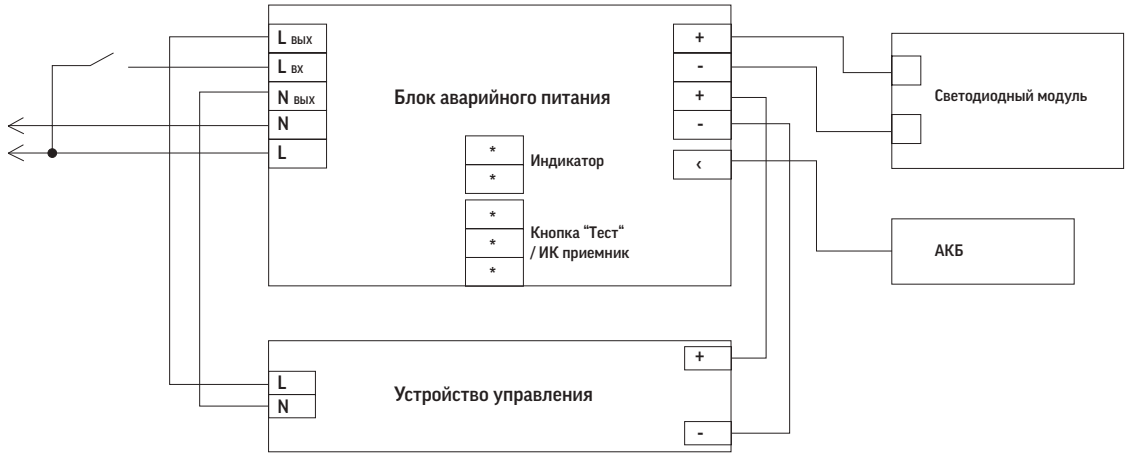 L вых
L вх
N вых
N
L
Блок аварийного питания
*
*
Индикатор
*
*
*
Кнопка “Тест“
/ ИК приемник
+
-
+
-
‹
Светодиодный модуль
АКБ
L
N
Устройство управления
+
-